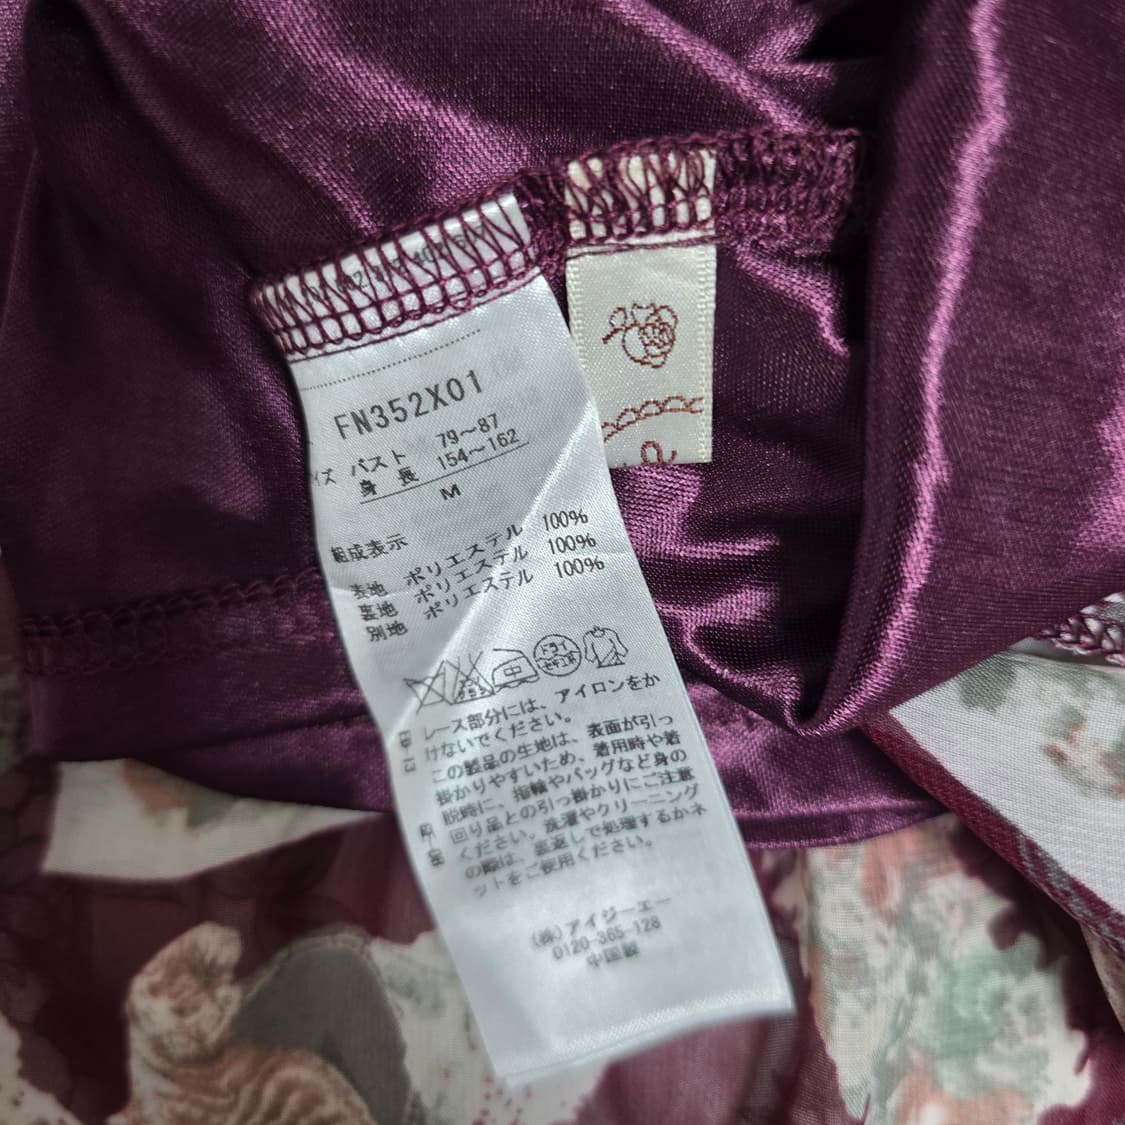 FN352X01
イズ バスト 79～87
身 長 154～162
M
組成表示
表地 ポリエステル 100%
裏地 ポリエステル 100%
別地 ポリエステル 100%
ドライ
セキユ系
レース部分には、アイロンをか
けないでください。
この製品の生地は、表面が引っ
掛かりやすいため、着用時や着
脱時に、指輪やバッグなど身の
回り品との引っ掛かりにご注意
ください。洗濯やクリーニング
の際は、裏返しで処理するかネ
ットをご使用ください。
(株)アイジーエー
0120-365-128
中国製